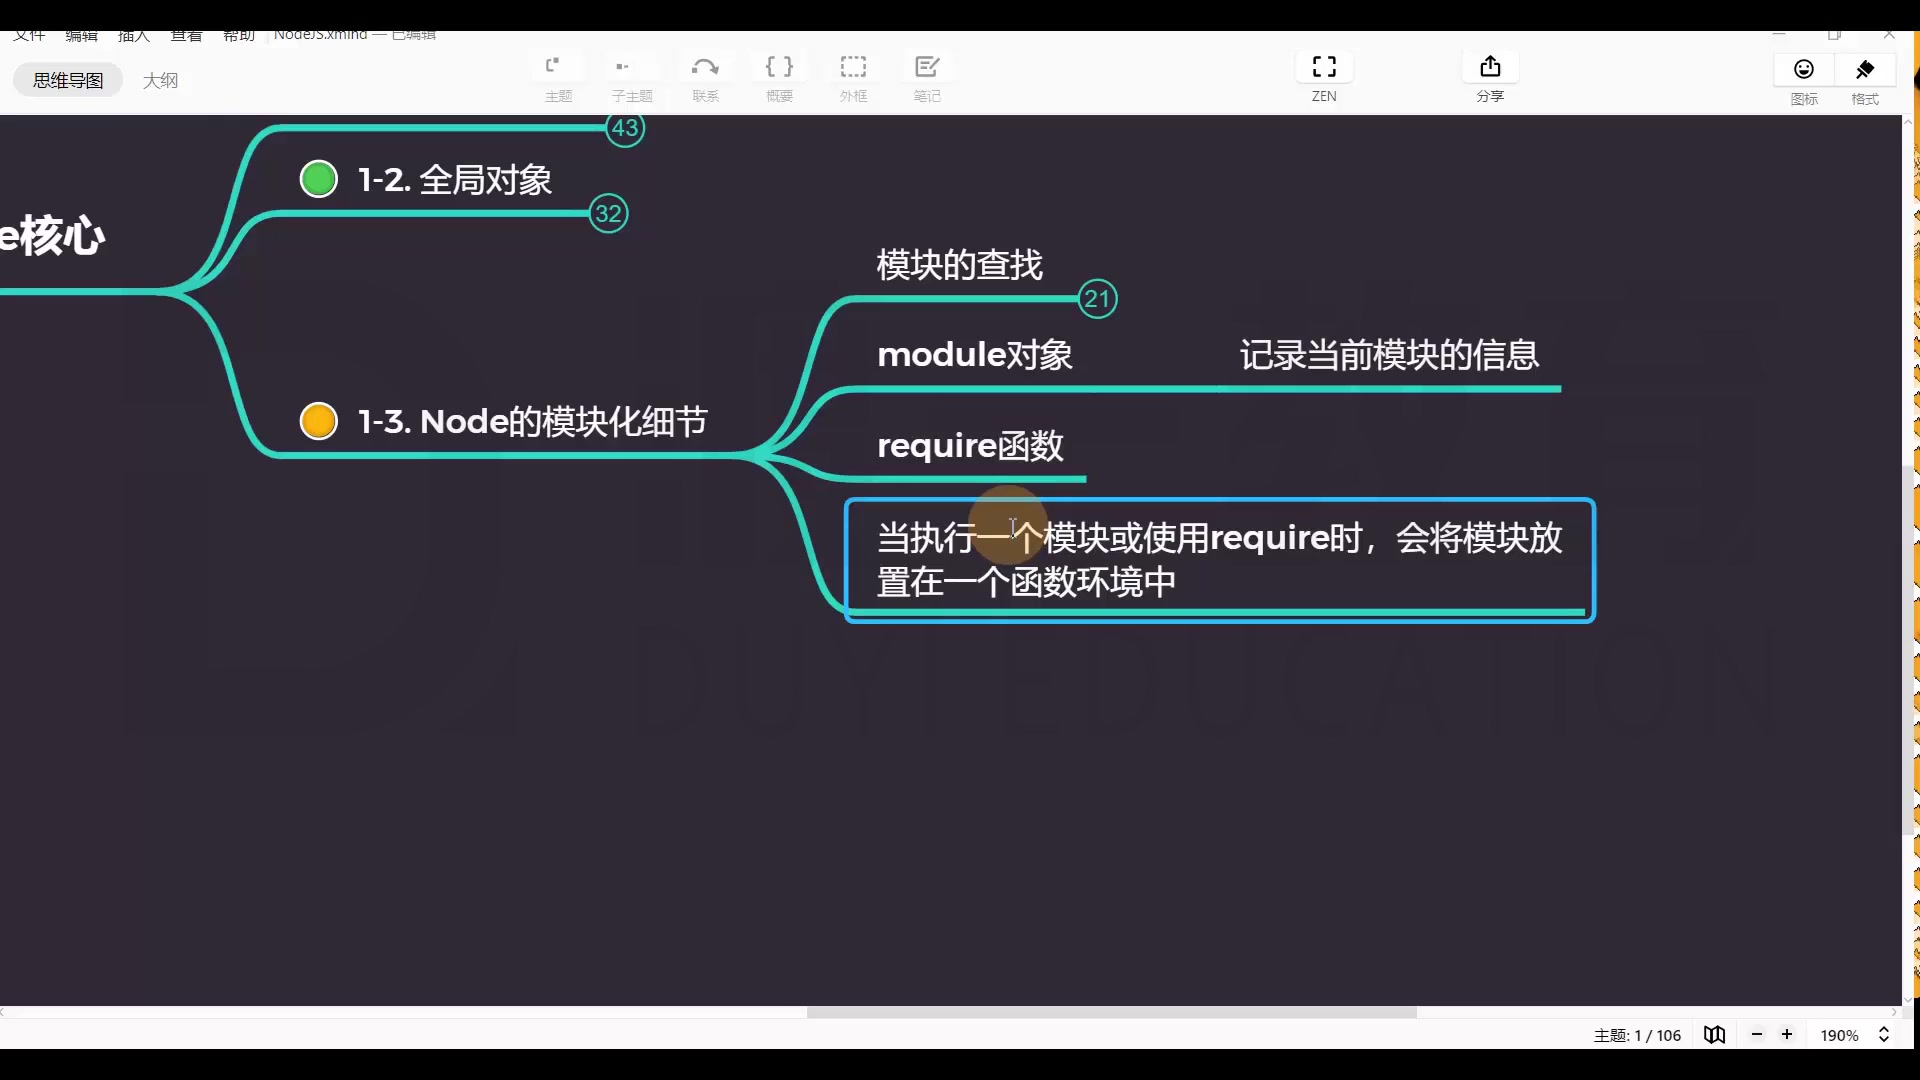 文件 编辑 插入 查看 帮助 NodeJS.xmind — 已编辑
思维导图 大纲
主题 子主题 联系 概要 外框 笔记 ZEN 分享 图标 格式
43
1-2. 全局对象
32
e核心
模块的查找
21
module对象 记录当前模块的信息
1-3. Node的模块化细节
require函数
当执行一个模块或使用require时，会将模块放
置在一个函数环境中
DUYI EDUCATION
主题: 1 / 106 190%